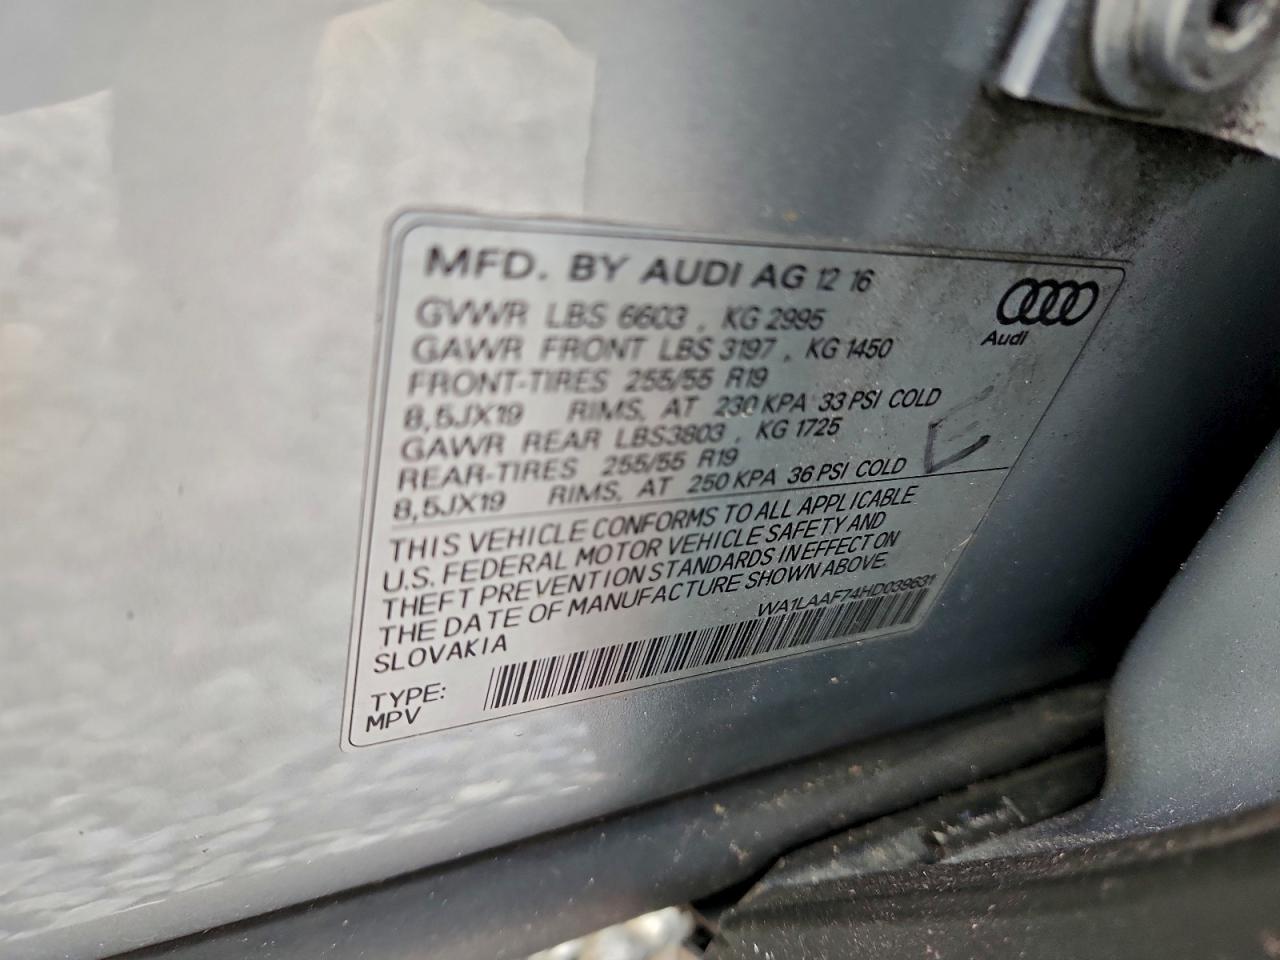 MFD. BY AUDI AG 12 16
GVWR LBS 6603 , KG 2995
GAWR FRONT LBS 3197 , KG 1450
FRONT-TIRES 255/55 R19
8,5JX19 RIMS, AT 230 KPA 33 PSI COLD
GAWR REAR LBS3803 , KG 1725
REAR-TIRES 255/55 R19
8,5JX19 RIMS, AT 250 KPA 36 PSI COLD
Audi
THIS VEHICLE CONFORMS TO ALL APPLICABLE
U.S. FEDERAL MOTOR VEHICLE SAFETY AND
THEFT PREVENTION STANDARDS IN EFFECT ON
THE DATE OF MANUFACTURE SHOWN ABOVE.
SLOVAKIA
WA1LAAF74HD039631
TYPE:
MPV